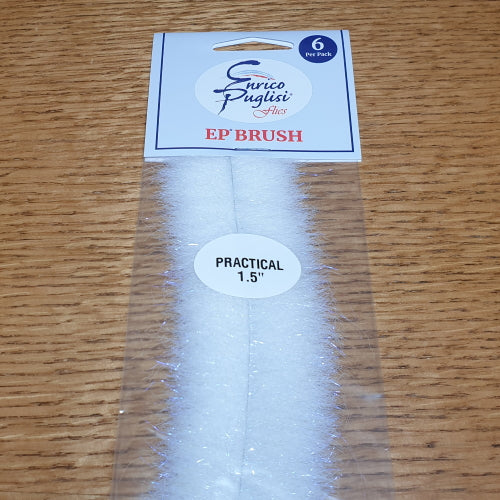 6
Per Pack
Enrico
Puglisi®
Flies
EP® BRUSH
PRACTICAL
1.5"